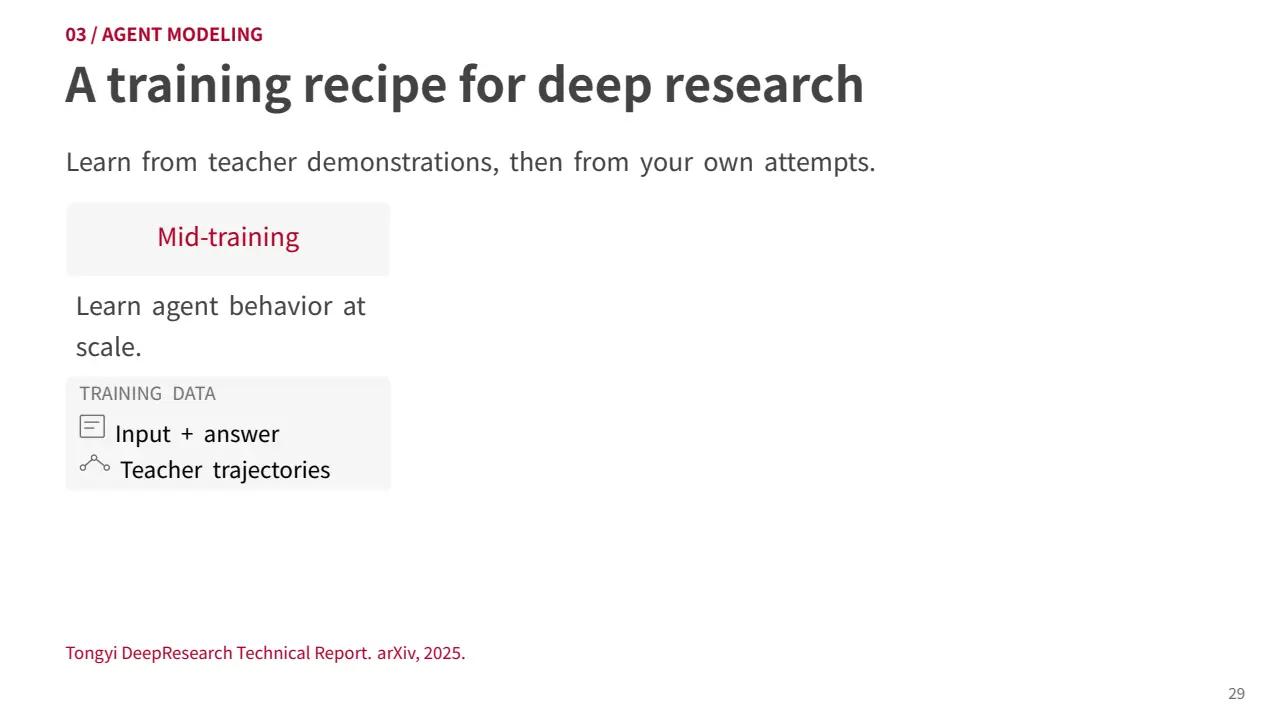 03 / AGENT MODELING
A training recipe for deep research
Learn from teacher demonstrations, then from your own attempts.
Mid-training
Learn agent behavior at
scale.
TRAINING DATA
Input + answer
Teacher trajectories
Tongyi DeepResearch Technical Report. arXiv, 2025.
29